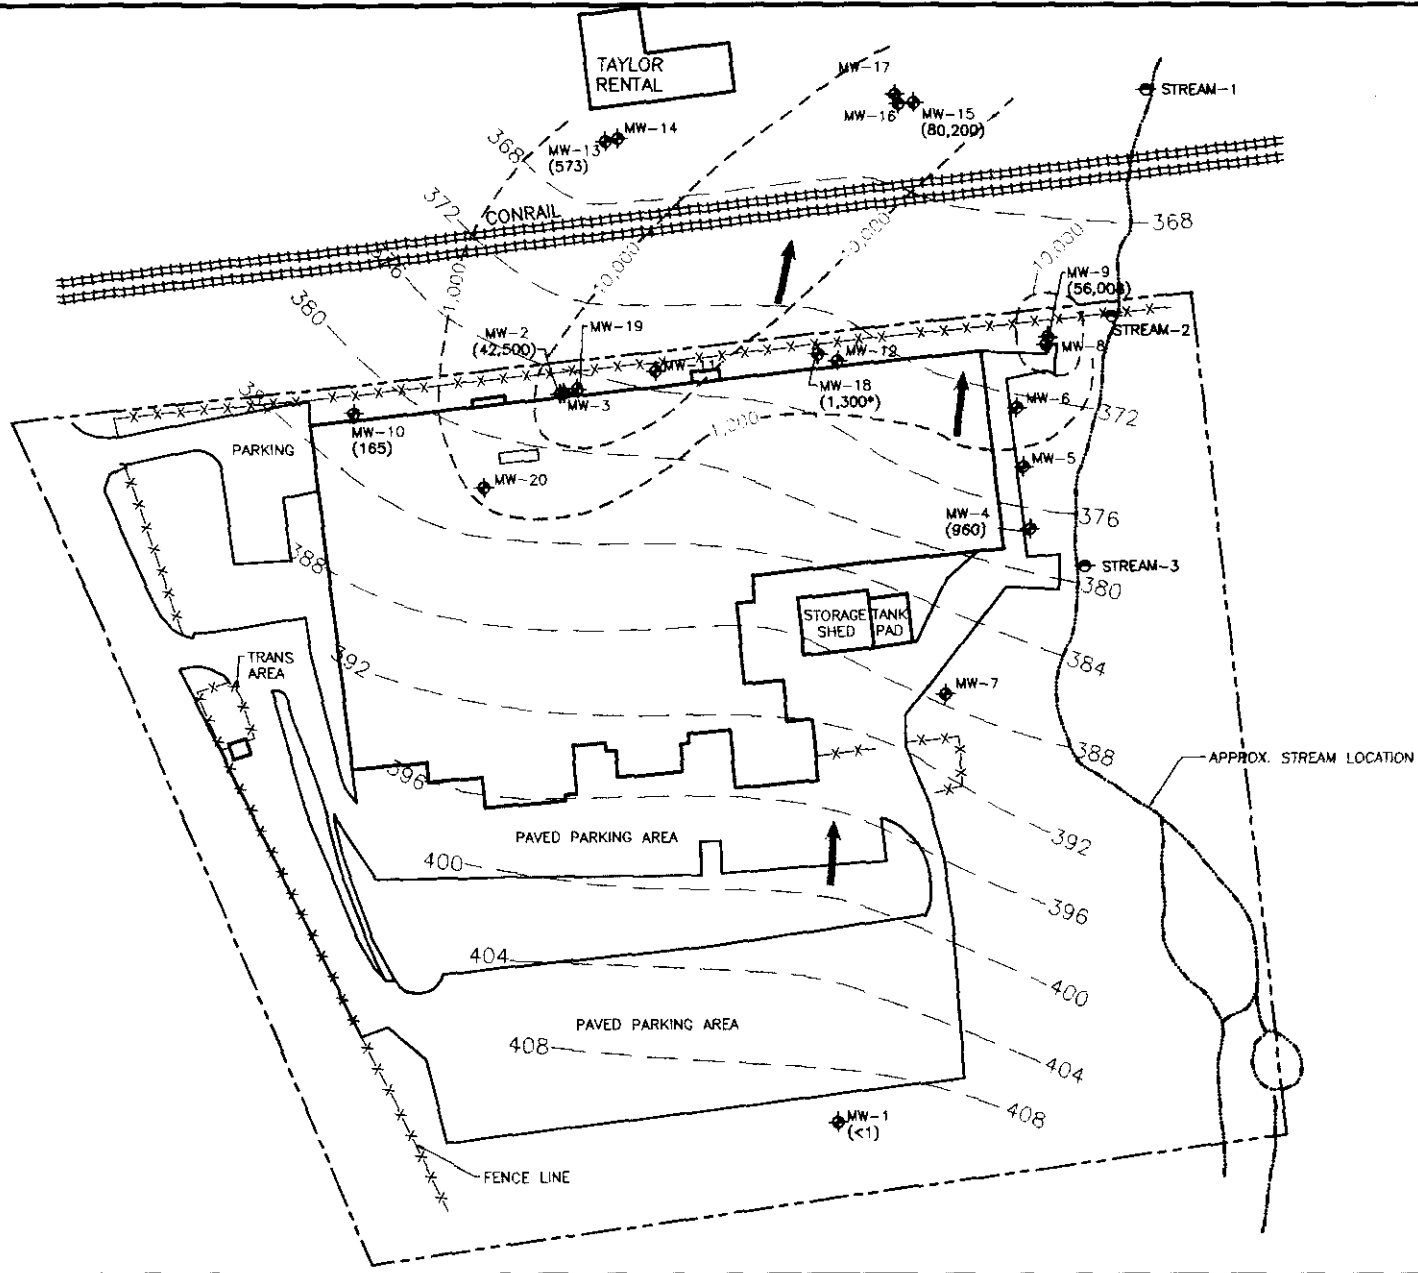 TAYLOR
RENTAL
MW-17
MW-16
MW-15
(80,200)
STREAM-1
MW-14
MW-13
(573)
368
372
CONRAIL
376
380
1,000
10,000
10,000
368
10,000
MW-9
STREAM-2
MW-8
MW-2
(42,500)
MW-19
MW-11
MW-12
MW-3
MW-18
(1,300*)
MW-6
372
MW-10
(165)
PARKING
1,000
MW-20
MW-5
MW-4
(960)
376
STREAM-3
380
388
STORAGE
SHED
TANK
PAD
384
392
TRANS
AREA
MW-7
388
APPROX. STREAM LOCATION
396
PAVED PARKING AREA
400
392
396
404
400
PAVED PARKING AREA
408
404
408
MW-1
(<1)
FENCE LINE